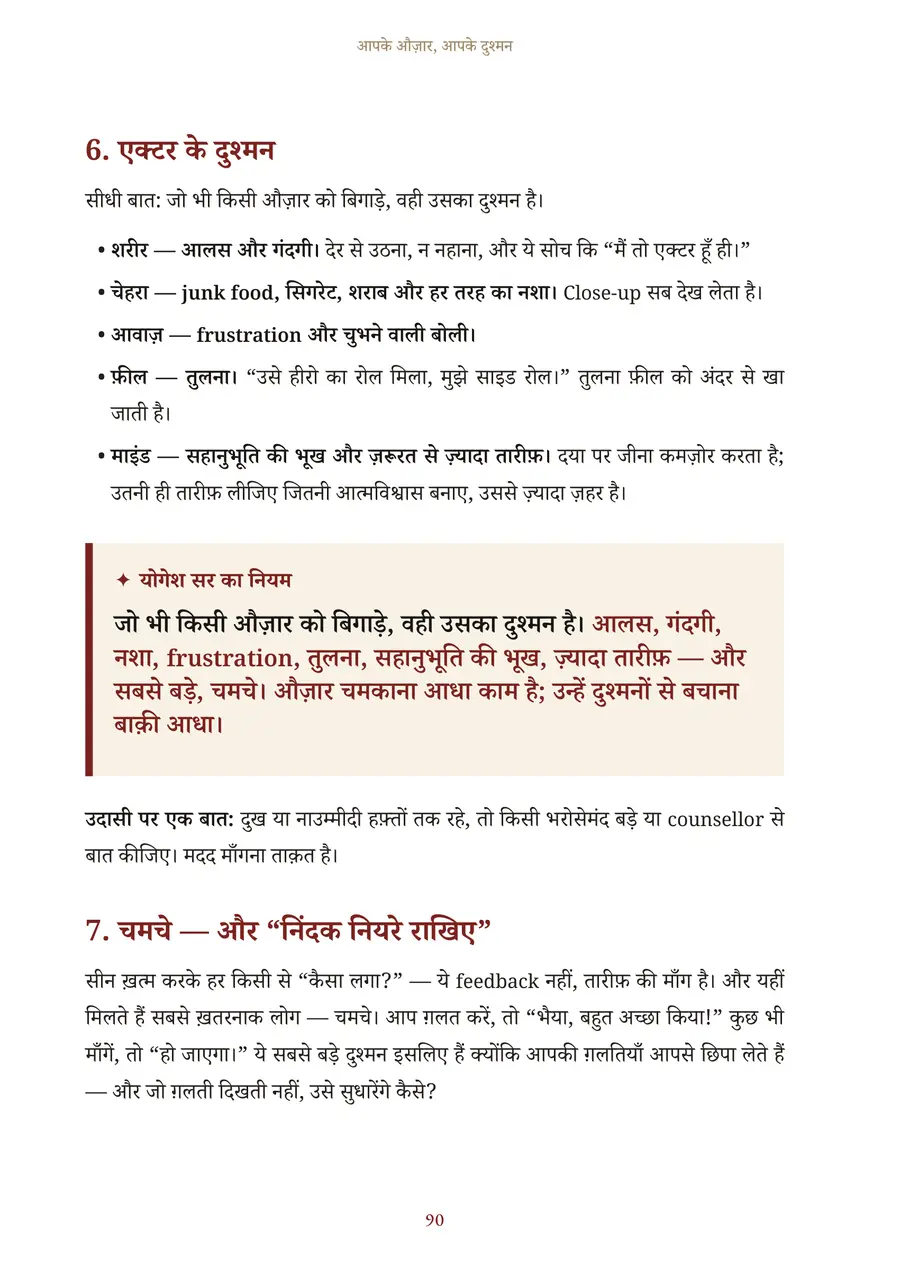 आपके औज़ार, आपके दुश्मन
6. एक्टर के दुश्मन
सीधी बात: जो भी किसी औज़ार को बिगाड़े, वही उसका दुश्मन है।
• शरीर — आलस और गंदगी। देर से उठना, न नहाना, और ये सोच कि “मैं तो एक्टर हूँ ही।”
• चेहरा — junk food, सिगरेट, शराब और हर तरह का नशा। Close-up सब देख लेता है।
• आवाज़ — frustration और चुभने वाली बोली।
• फ़ील — तुलना। “उसे हीरो का रोल मिला, मुझे साइड रोल।” तुलना फ़ील को अंदर से खा
जाती है।
• माइंड — सहानुभूति की भूख और ज़रूरत से ज़्यादा तारीफ़। दया पर जीना कमज़ोर करता है;
उतनी ही तारीफ़ लीजिए जितनी आत्मविश्वास बनाए, उससे ज़्यादा ज़हर है।
✦ योगेश सर का नियम
जो भी किसी औज़ार को बिगाड़े, वही उसका दुश्मन है। आलस, गंदगी,
नशा, frustration, तुलना, सहानुभूति की भूख, ज़्यादा तारीफ़ — और
सबसे बड़े, चमचे। औज़ार चमकाना आधा काम है; उन्हें दुश्मनों से बचाना
बाक़ी आधा।
उदासी पर एक बात: दुख या नाउम्मीदी हफ़्तों तक रहे, तो किसी भरोसेमंद बड़े या counsellor से
बात कीजिए। मदद माँगना ताक़त है।
7. चमचे — और “निंदक नियरे राखिए”
सीन ख़त्म करके हर किसी से “कैसा लगा?” — ये feedback नहीं, तारीफ़ की माँग है। और यहीं
मिलते हैं सबसे ख़तरनाक लोग — चमचे। आप ग़लत करें, तो “भैया, बहुत अच्छा किया!” कुछ भी
माँगें, तो “हो जाएगा।” ये सबसे बड़े दुश्मन इसलिए हैं क्योंकि आपकी ग़लतियाँ आपसे छिपा लेते हैं
— और जो ग़लती दिखती नहीं, उसे सुधारेंगे कैसे?
90